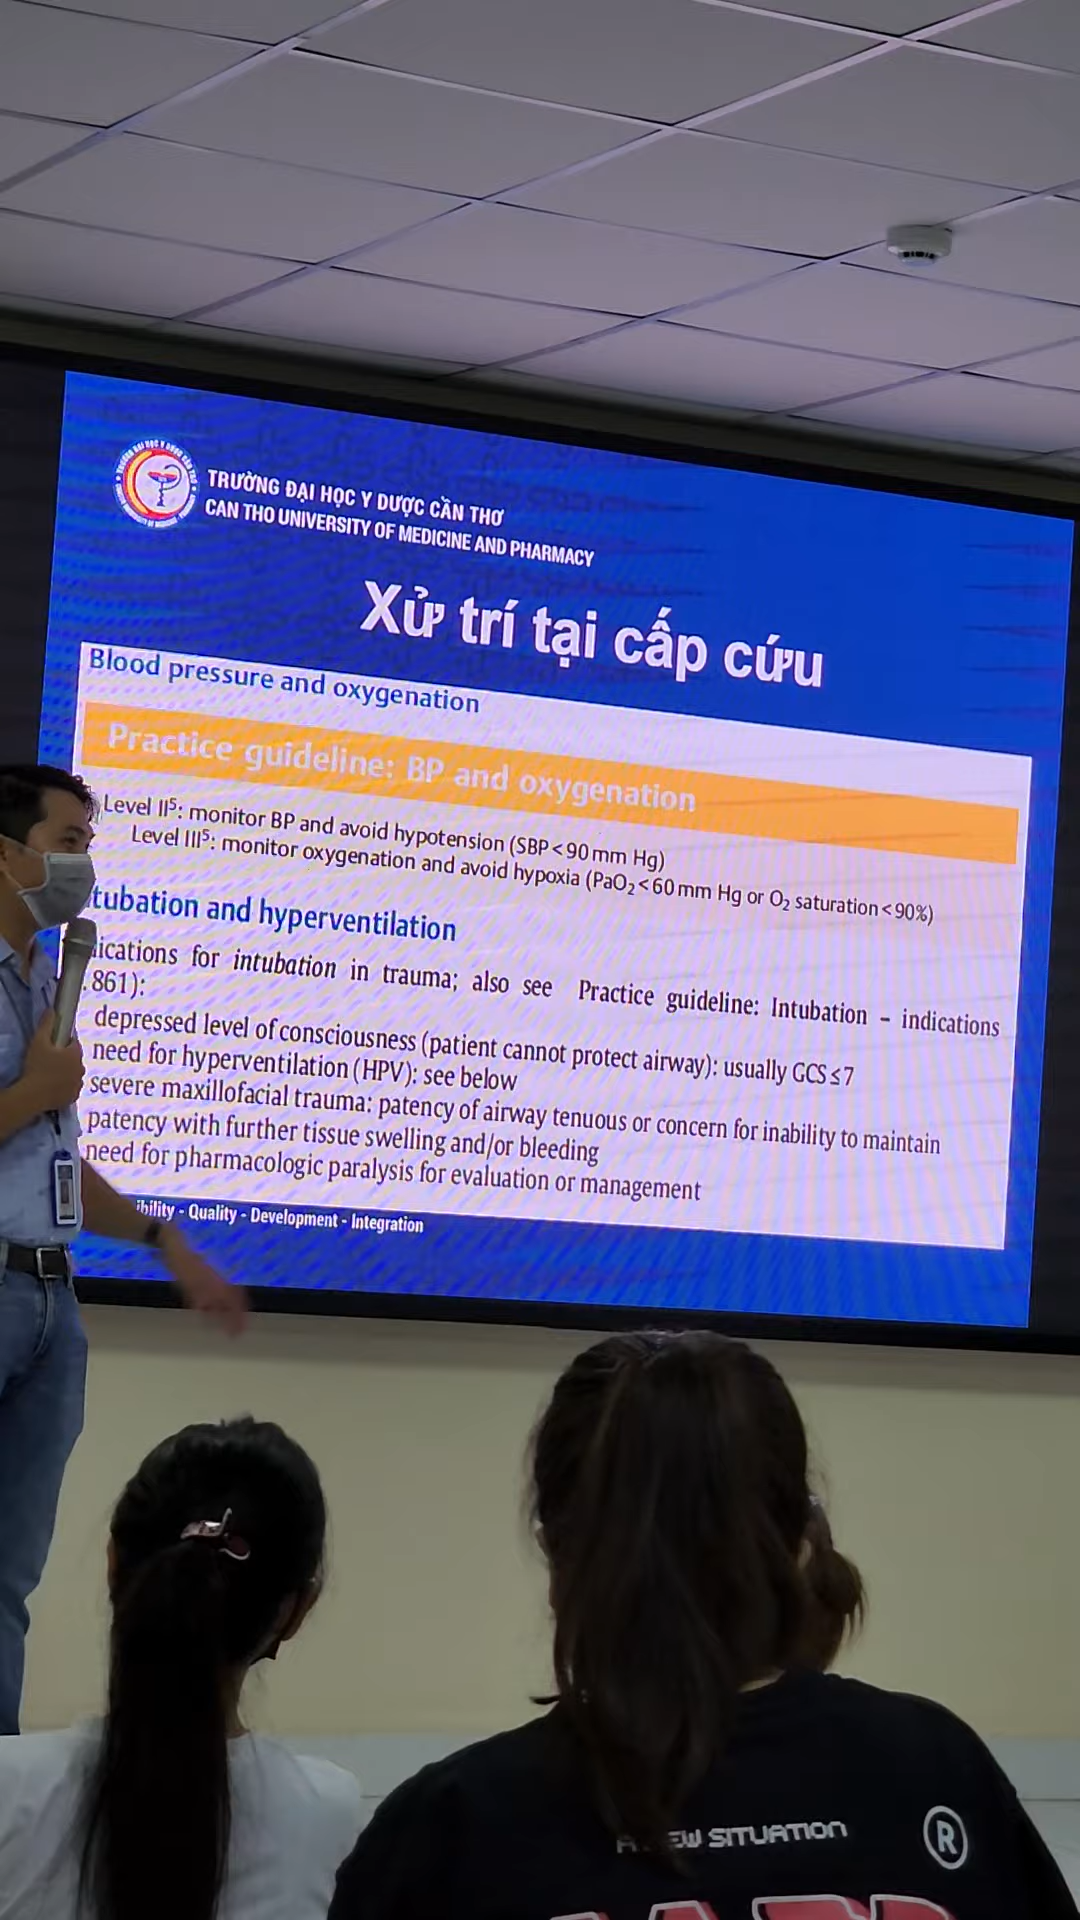 TRƯỜNG ĐẠI HỌC Y DƯỢC CẦN THƠ
CAN THO UNIVERSITY OF MEDICINE AND PHARMACY
Xử trí tại cấp cứu
Blood pressure and oxygenation
Practice guideline: BP and oxygenation
Level II⁵: monitor BP and avoid hypotension (SBP<90 mm Hg)
Level III⁵: monitor oxygenation and avoid hypoxia (PaO₂<60 mm Hg or O₂ saturation<90%)
tubation and hyperventilation
ications for intubation in trauma; also see Practice guideline: Intubation – indications
861):
depressed level of consciousness (patient cannot protect airway): usually GCS≤7
need for hyperventilation (HPV): see below
severe maxillofacial trauma: patency of airway tenuous or concern for inability to maintain
patency with further tissue swelling and/or bleeding
need for pharmacologic paralysis for evaluation or management
ibility - Quality - Development - Integration
SITUATION
®